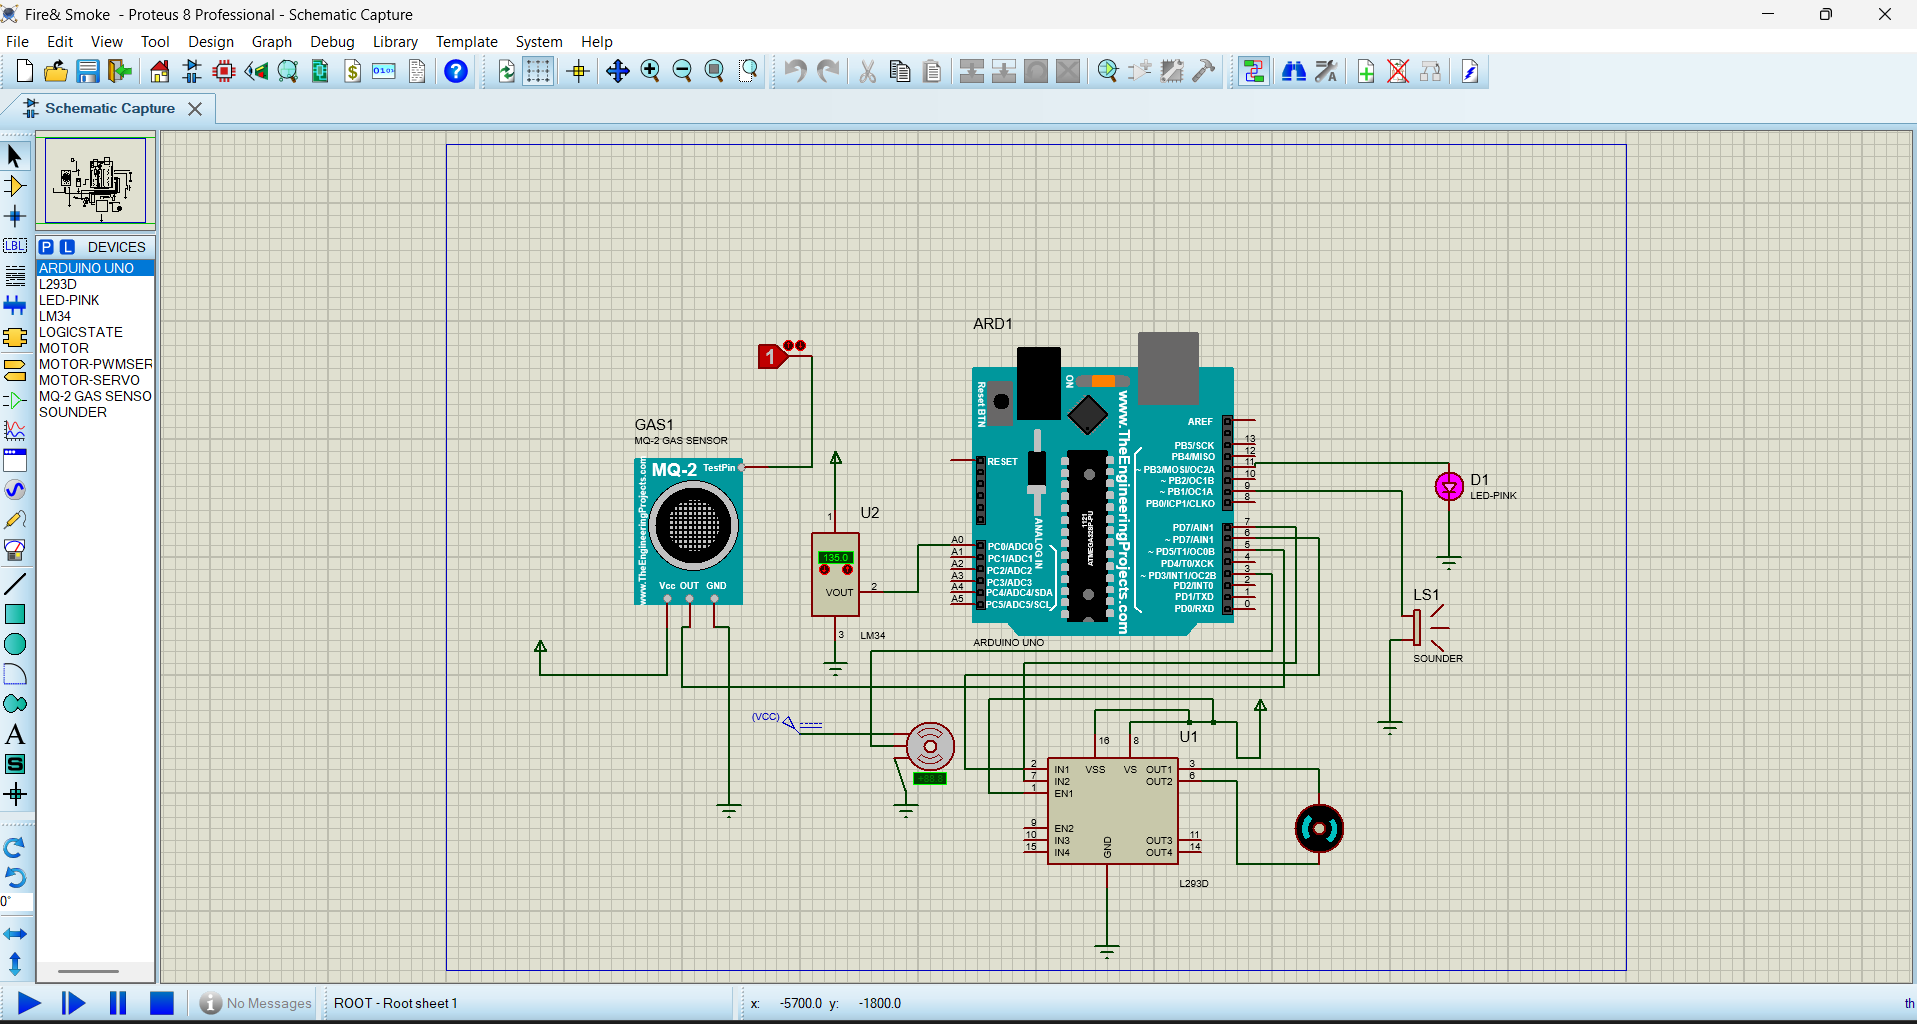 Fire& Smoke - Proteus 8 Professional - Schematic Capture
File Edit View Tool Design Graph Debug Library Template System Help
Schematic Capture
P L DEVICES
ARDUINO UNO
L293D
LED-PINK
LM34
LOGICSTATE
MOTOR
MOTOR-PWMSER
MOTOR-SERVO
MQ-2 GAS SENSO
SOUNDER
LBL
A
S
0°
1
GAS1
MQ-2 GAS SENSOR
MQ-2 TestPin
www.TheEngineeringProjects.com
Vcc OUT GND
U2
1
135.0
VOUT
2
3
LM34
ARD1
Reset BTN
ON
www.TheEngineeringProjects.com
ANALOG IN
ATMEGA328P-PU
1121
RESET
A0 PC0/ADC0
A1 PC1/ADC1
A2 PC2/ADC2
A3 PC3/ADC3
A4 PC4/ADC4/SDA
A5 PC5/ADC5/SCL
AREF
PB5/SCK 13
PB4/MISO 12
~ PB3/MOSI/OC2A 11
~ PB2/OC1B 10
~ PB1/OC1A 9
PB0/ICP1/CLKO 8
PD7/AIN1 7
~ PD7/AIN1 6
~ PD5/T1/OC0B 5
PD4/T0/XCK 4
~ PD3/INT1/OC2B 3
PD2/INT0 2
PD1/TXD 1
PD0/RXD 0
ARDUINO UNO
D1
LED-PINK
LS1
SOUNDER
(VCC)
U1
16 8
2 IN1 VSS VS OUT1 3
7 IN2 OUT2 6
1 EN1
9 EN2
10 IN3 OUT3 11
15 IN4 OUT4 14
GND
L293D
No Messages
ROOT - Root sheet 1
x: -5700.0 y: -1800.0
th